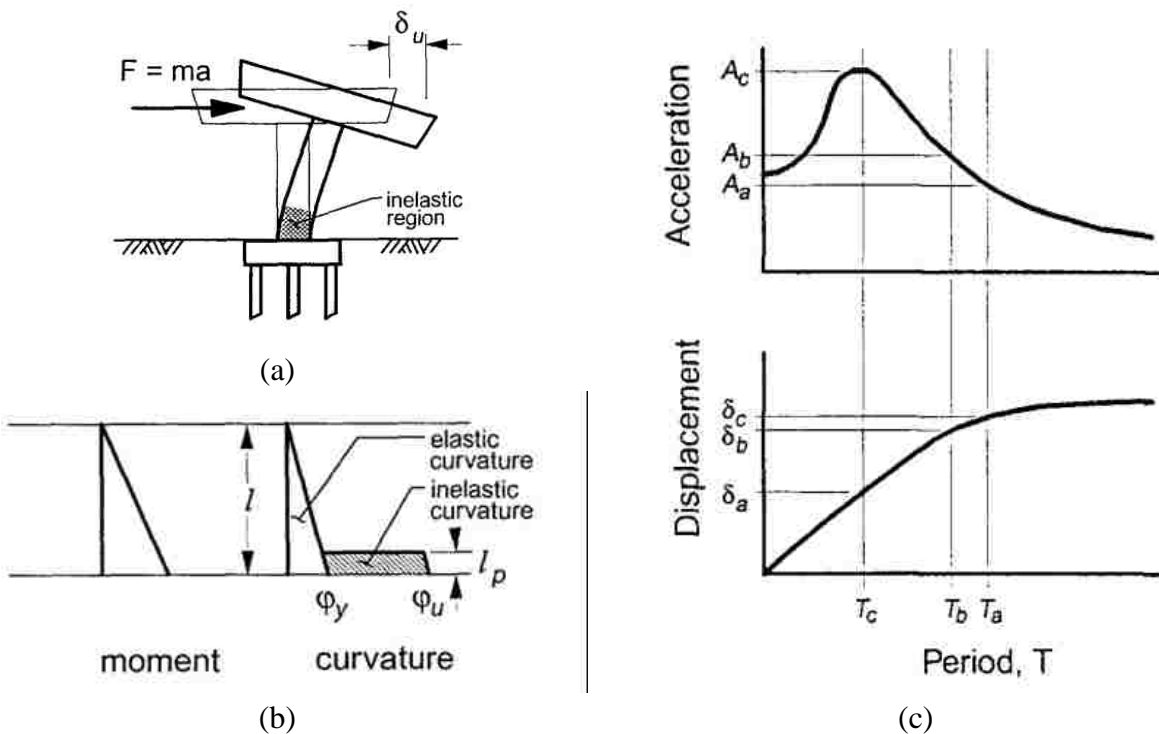 δu
F = ma
inelastic
region
(a)
l
elastic
curvature
inelastic
curvature
lp
φy
φu
moment
curvature
(b)
Acceleration
Ac
Ab
Aa
Displacement
δc
δb
δa
Tc
Tb
Ta
Period, T
(c)